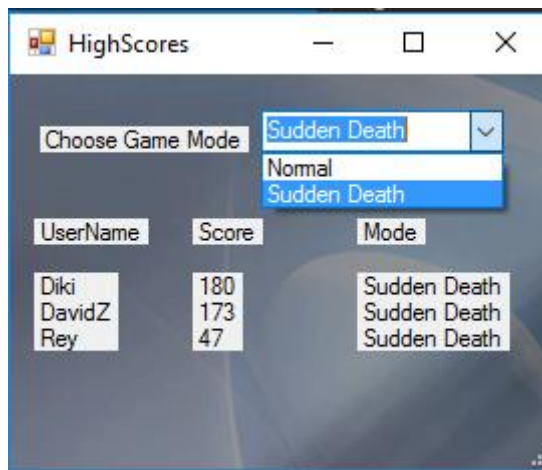 HighScores
Choose Game Mode Sudden Death
Normal
Sudden Death
UserName Score Mode
Diki 180 Sudden Death
DavidZ 173 Sudden Death
Rey 47 Sudden Death